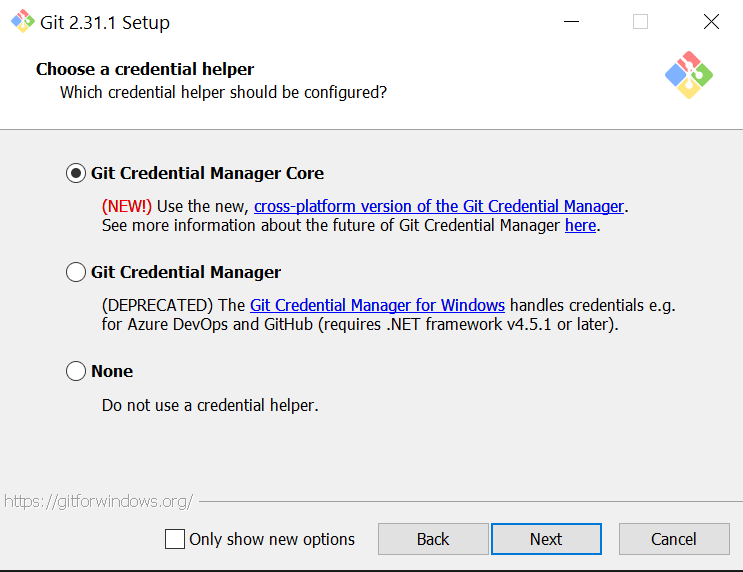 Git 2.31.1 Setup
Choose a credential helper
Which credential helper should be configured?
Git Credential Manager Core
(NEW!) Use the new, cross-platform version of the Git Credential Manager.
See more information about the future of Git Credential Manager here.
Git Credential Manager
(DEPRECATED) The Git Credential Manager for Windows handles credentials e.g.
for Azure DevOps and GitHub (requires .NET framework v4.5.1 or later).
None
Do not use a credential helper.
https://gitforwindows.org/
Only show new options
Back
Next
Cancel